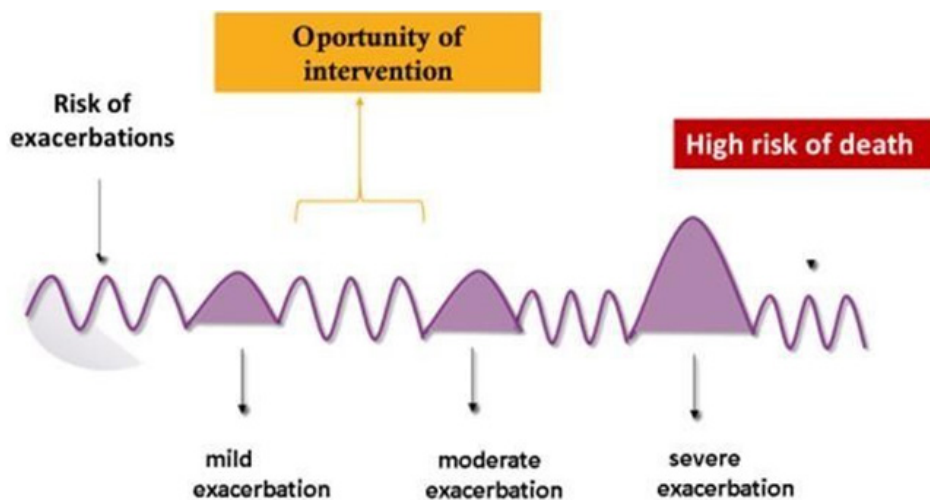 Oportunity of
intervention
Risk of
exacerbations
High risk of death
mild
exacerbation
moderate
exacerbation
severe
exacerbation